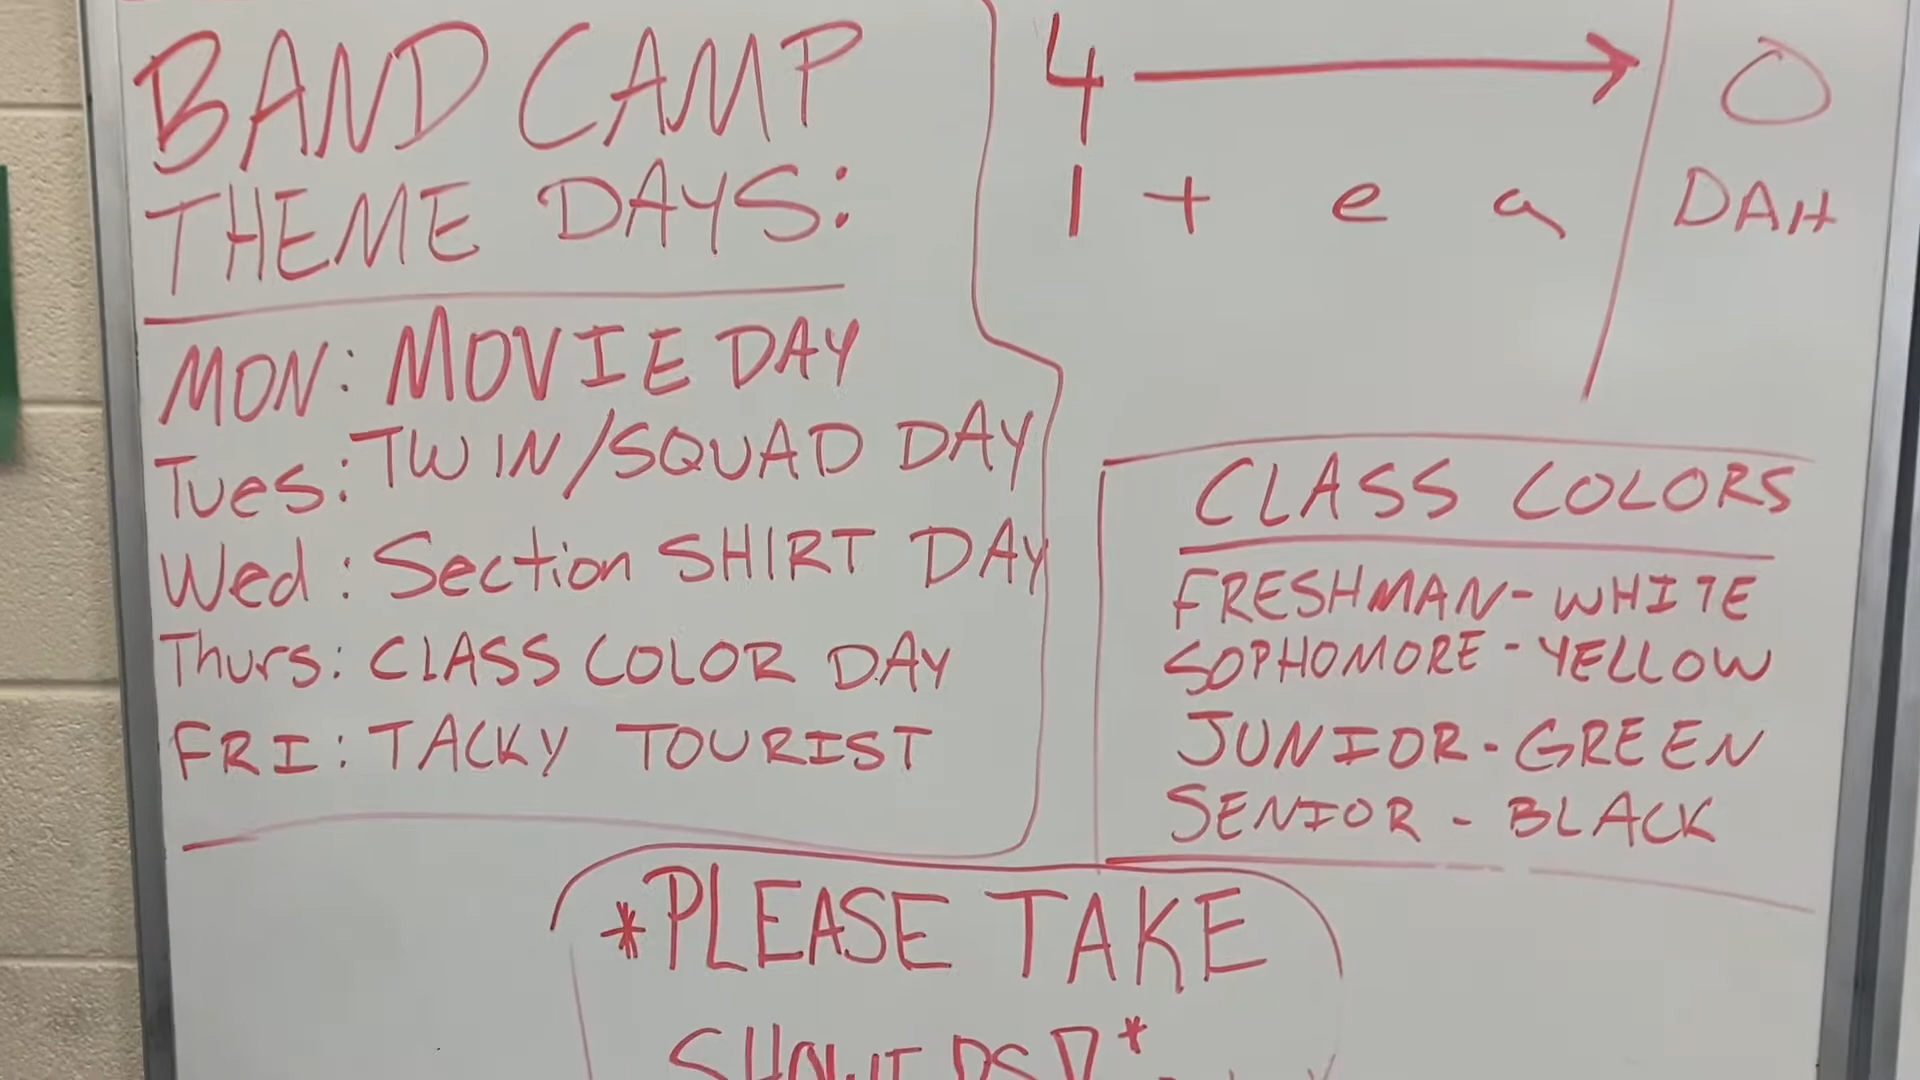 BAND CAMP
THEME DAYS:
MON: MOVIE DAY
Tues: TWIN/SQUAD DAY
Wed: Section SHIRT DAY
Thurs: CLASS COLOR DAY
FRI: TACKY TOURIST
4 → O
1 + e a DAH
CLASS COLORS
FRESHMAN-WHITE
SOPHOMORE-YELLOW
JUNIOR-GREEN
SENIOR-BLACK
*PLEASE TAKE
SHOWERS!*